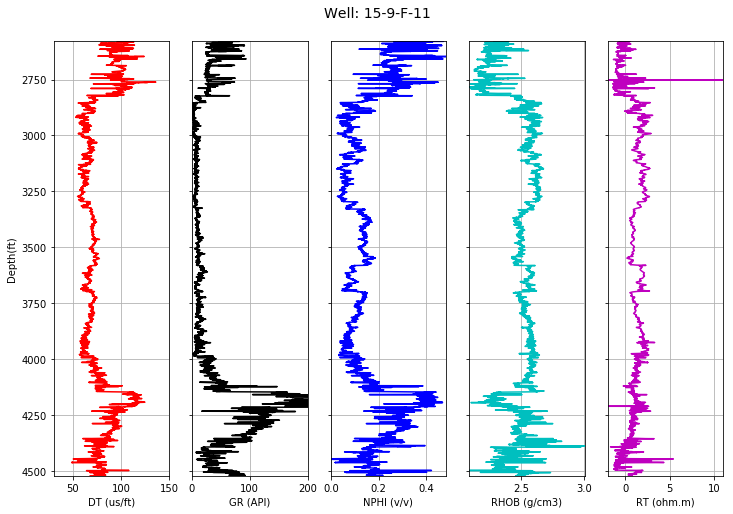 Well: 15-9-F-11
Depth(ft)
2750
3000
3250
3500
3750
4000
4250
4500
50 100 150
0 100 200
0.0 0.2 0.4
2.5 3.0
0 5 10
DT (us/ft) GR (API) NPHI (v/v) RHOB (g/cm3) RT (ohm.m)